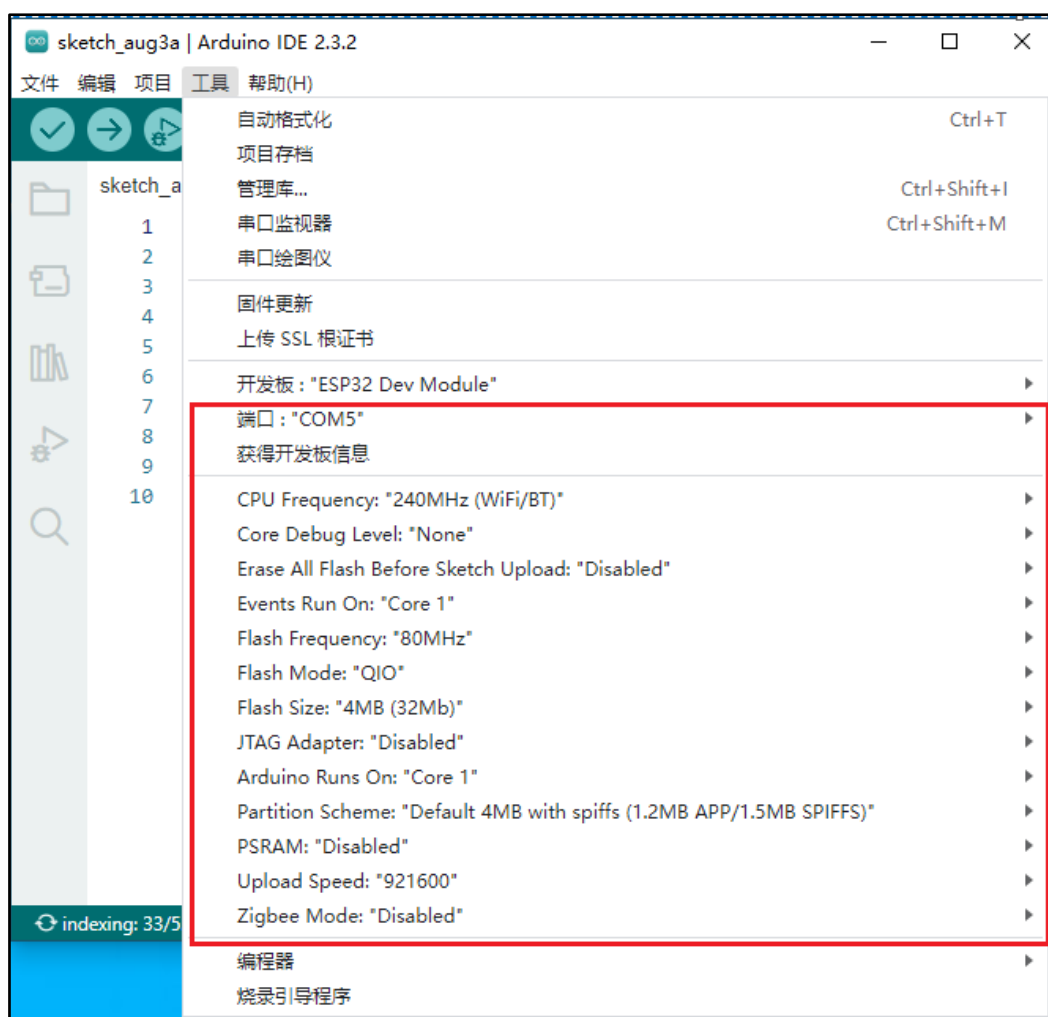 sketch_aug3a | Arduino IDE 2.3.2
文件 编辑 项目 工具 帮助(H)
自动格式化 Ctrl+T
项目存档
sketch_a
管理库... Ctrl+Shift+I
1
串口监视器 Ctrl+Shift+M
2
串口绘图仪
3
固件更新
4
上传 SSL 根证书
5
6
开发板 : "ESP32 Dev Module"
7
端口 : "COM5"
8
获得开发板信息
9
10
CPU Frequency: "240MHz (WiFi/BT)"
Core Debug Level: "None"
Erase All Flash Before Sketch Upload: "Disabled"
Events Run On: "Core 1"
Flash Frequency: "80MHz"
Flash Mode: "QIO"
Flash Size: "4MB (32Mb)"
JTAG Adapter: "Disabled"
Arduino Runs On: "Core 1"
Partition Scheme: "Default 4MB with spiffs (1.2MB APP/1.5MB SPIFFS)"
PSRAM: "Disabled"
Upload Speed: "921600"
Zigbee Mode: "Disabled"
indexing: 33/5
编程器
烧录引导程序